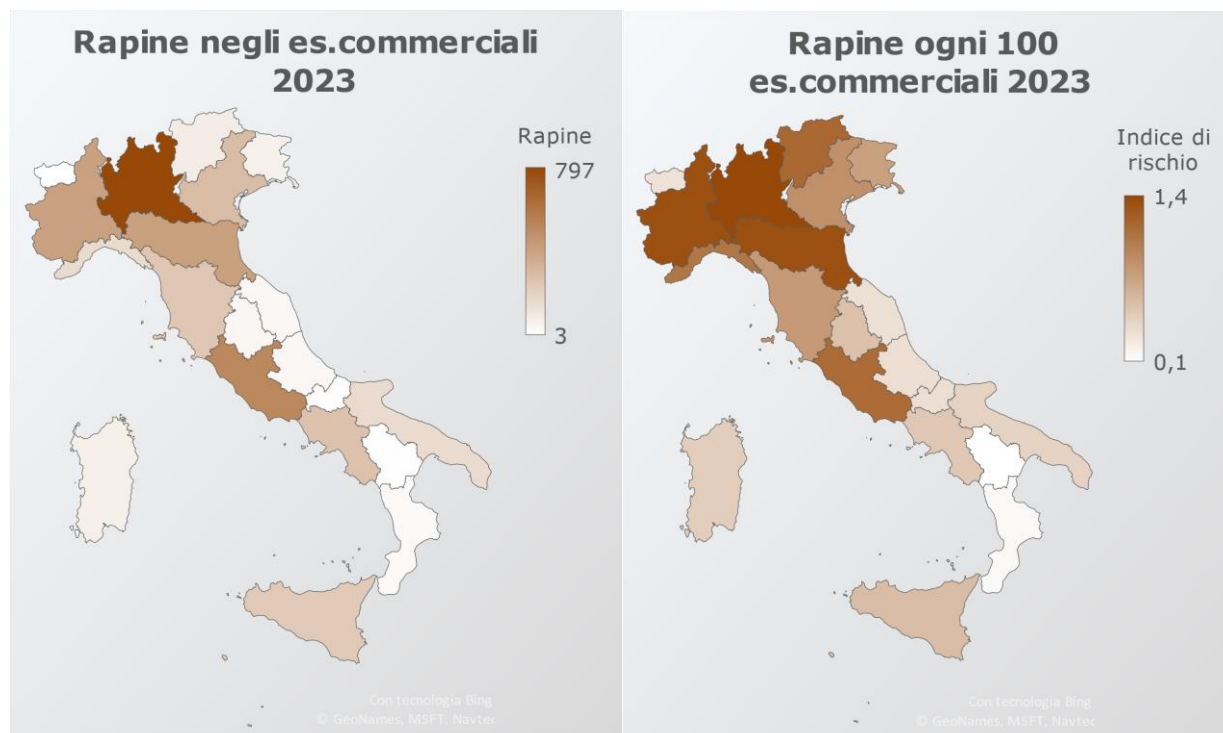 Rapine negli es.commerciali
2023
Rapine
797
3
Con tecnologia Bing
© GeoNames, MSFT, Navtec
Rapine ogni 100
es.commerciali 2023
Indice di
rischio
1,4
0,1
Con tecnologia Bing
© GeoNames, MSFT, Navtec